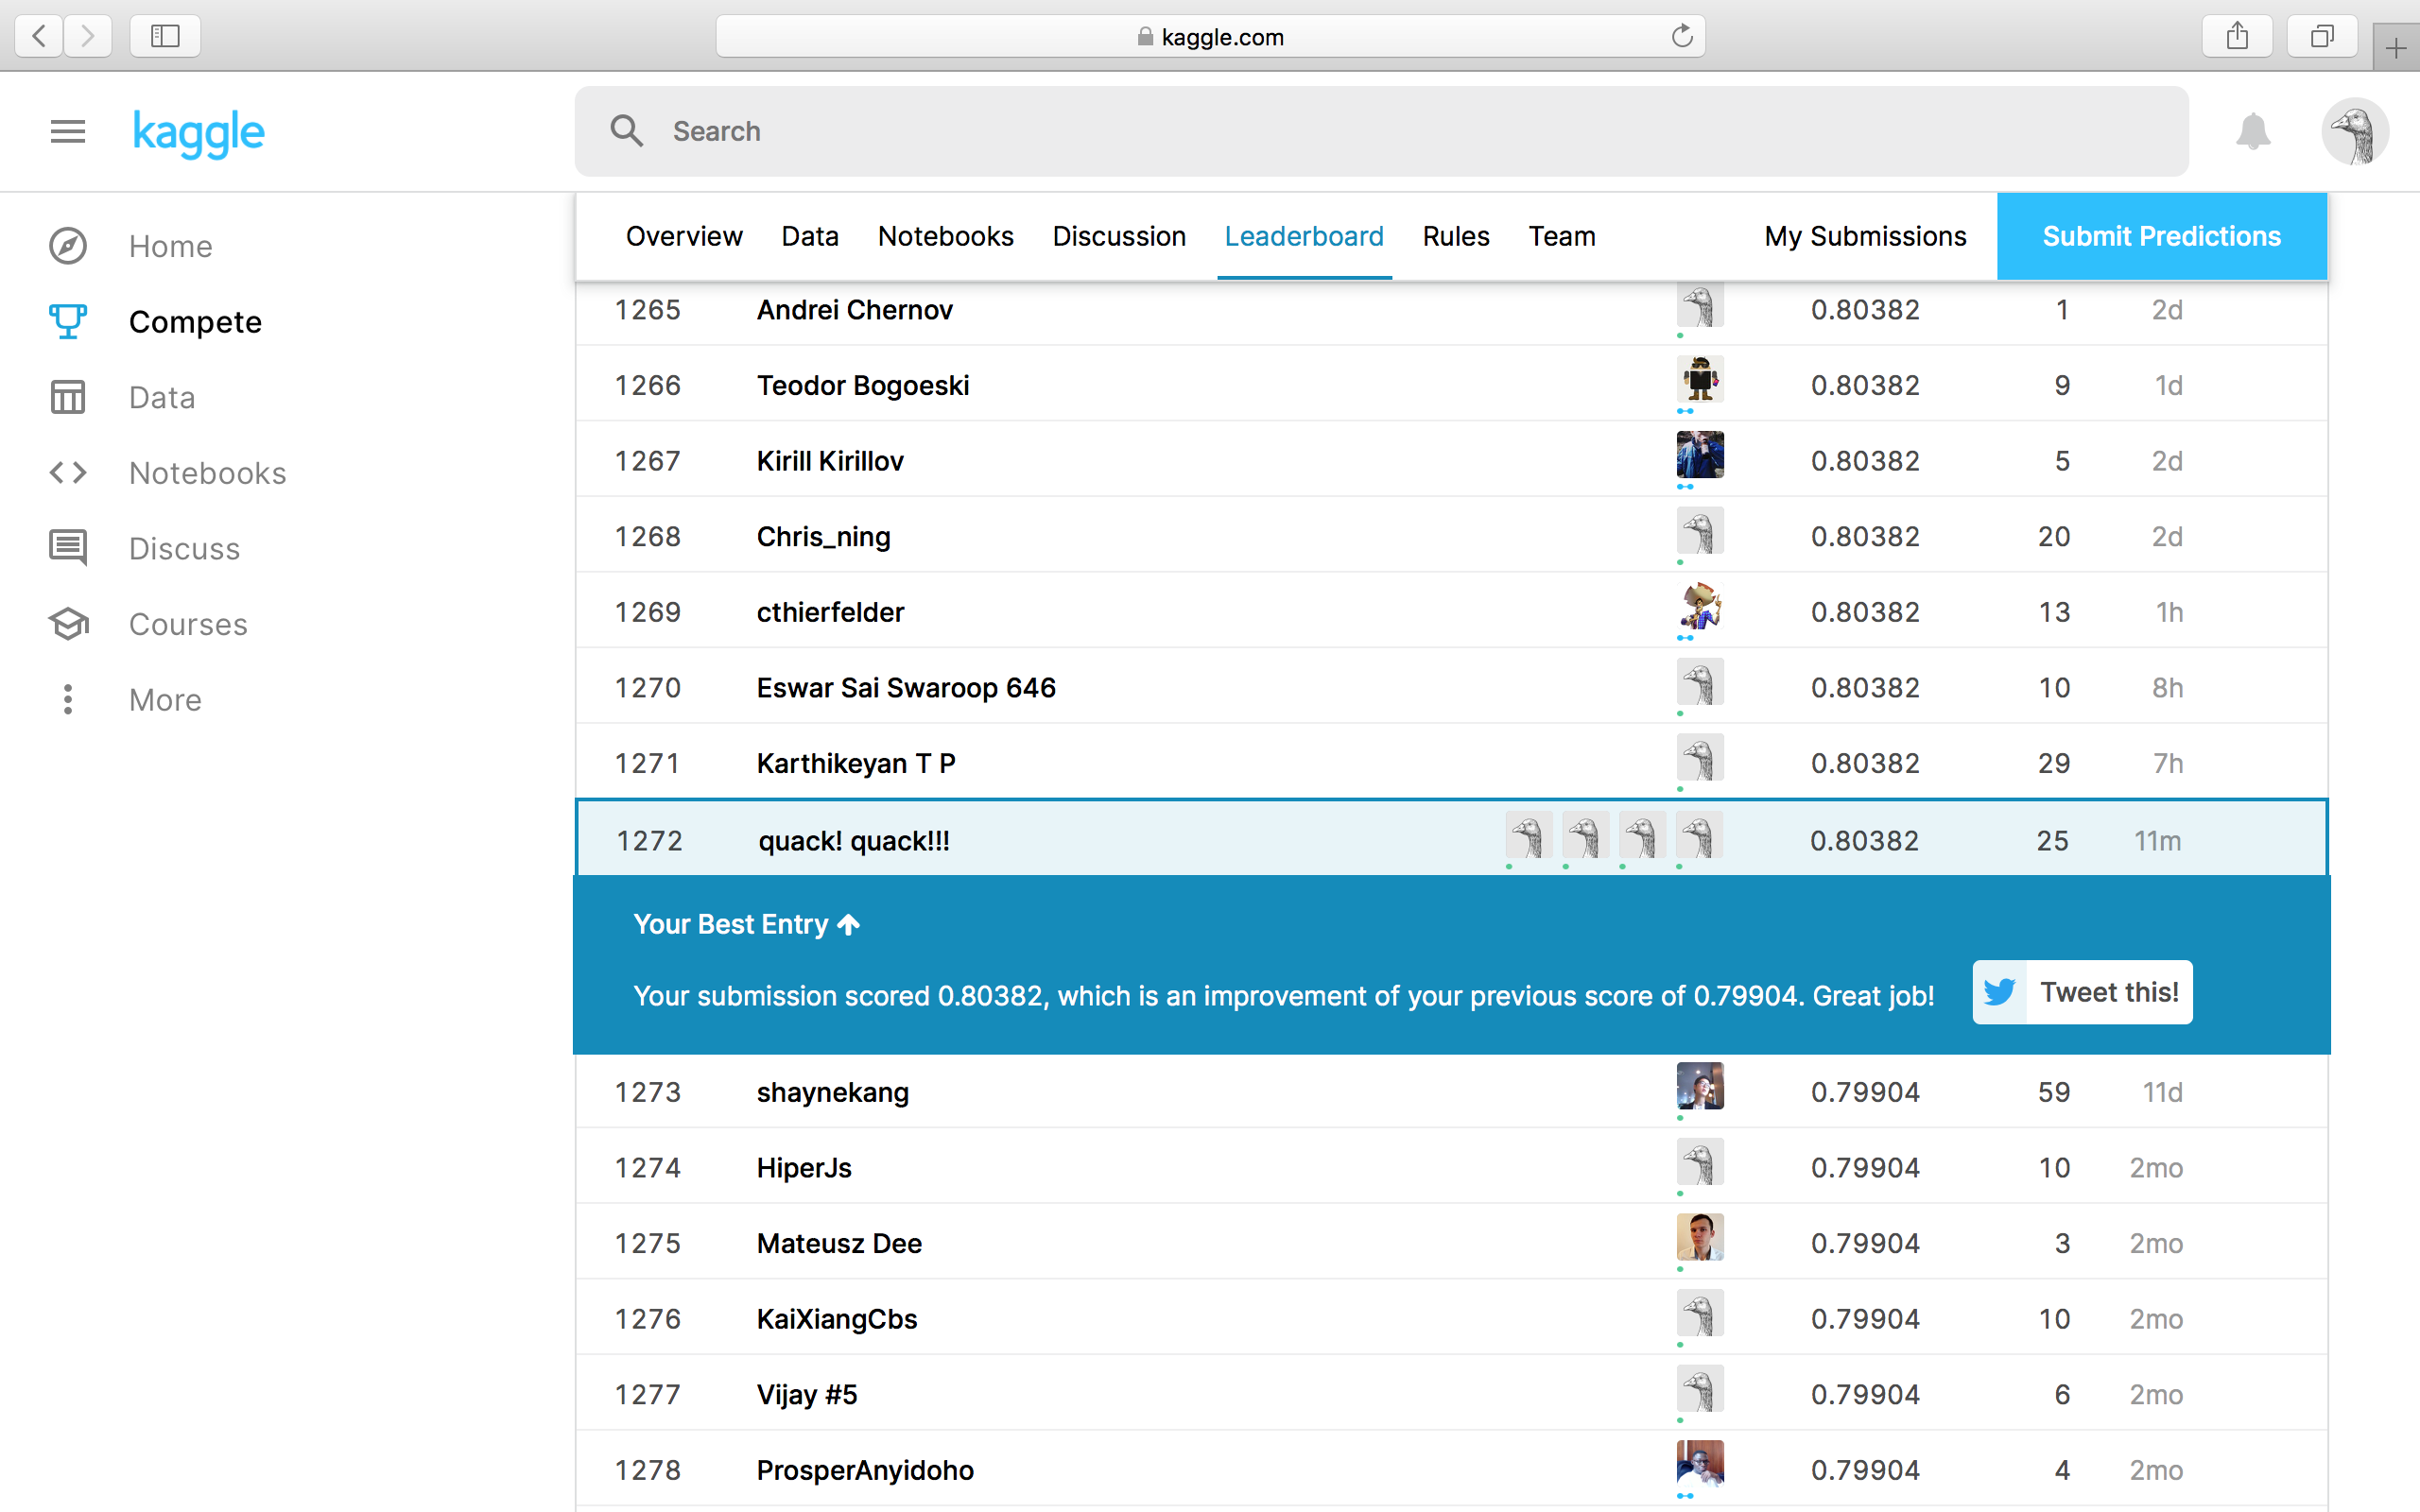 kaggle.com
kaggle
Search
Overview Data Notebooks Discussion Leaderboard Rules Team My Submissions Submit Predictions
Home
Compete
Data
Notebooks
Discuss
Courses
More
1265 Andrei Chernov 0.80382 1 2d
1266 Teodor Bogoeski 0.80382 9 1d
1267 Kirill Kirillov 0.80382 5 2d
1268 Chris_ning 0.80382 20 2d
1269 cthierfelder 0.80382 13 1h
1270 Eswar Sai Swaroop 646 0.80382 10 8h
1271 Karthikeyan T P 0.80382 29 7h
1272 quack! quack!!! 0.80382 25 11m
Your Best Entry
Your submission scored 0.80382, which is an improvement of your previous score of 0.79904. Great job! Tweet this!
1273 shaynekang 0.79904 59 11d
1274 HiperJs 0.79904 10 2mo
1275 Mateusz Dee 0.79904 3 2mo
1276 KaiXiangCbs 0.79904 10 2mo
1277 Vijay #5 0.79904 6 2mo
1278 ProsperAnyidoho 0.79904 4 2mo